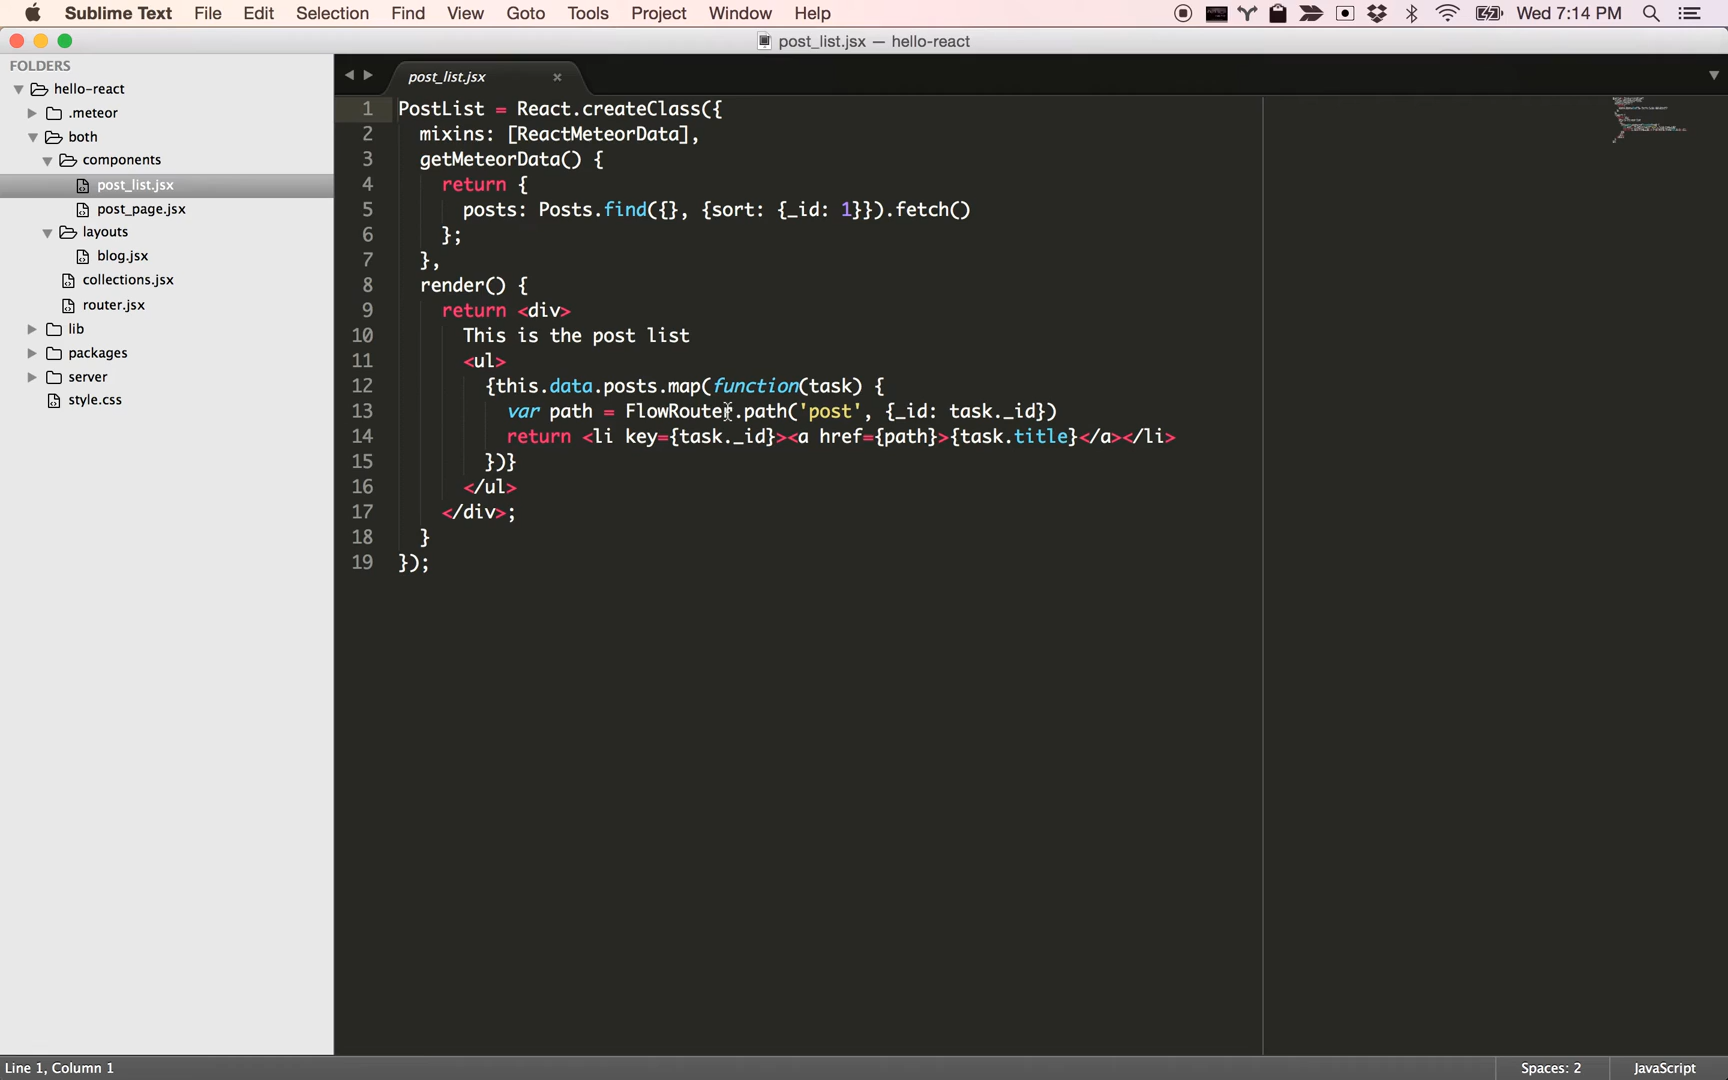 Sublime Text File Edit Selection Find View Goto Tools Project Window Help Wed 7:14 PM
post_list.jsx — hello-react
FOLDERS
hello-react
.meteor
both
components
post_list.jsx
post_page.jsx
layouts
blog.jsx
collections.jsx
router.jsx
lib
packages
server
style.css
post_list.jsx
1 PostList = React.createClass({
2 mixins: [ReactMeteorData],
3 getMeteorData() {
4 return {
5 posts: Posts.find({}, {sort: {_id: 1}}).fetch()
6 };
7 },
8 render() {
9 return <div>
10 This is the post list
11 <ul>
12 {this.data.posts.map(function(task) {
13 var path = FlowRouter.path('post', {_id: task._id})
14 return <li key={task._id}><a href={path}>{task.title}</a></li>
15 })}
16 </ul>
17 </div>;
18 }
19 });
Line 1, Column 1 Spaces: 2 JavaScript